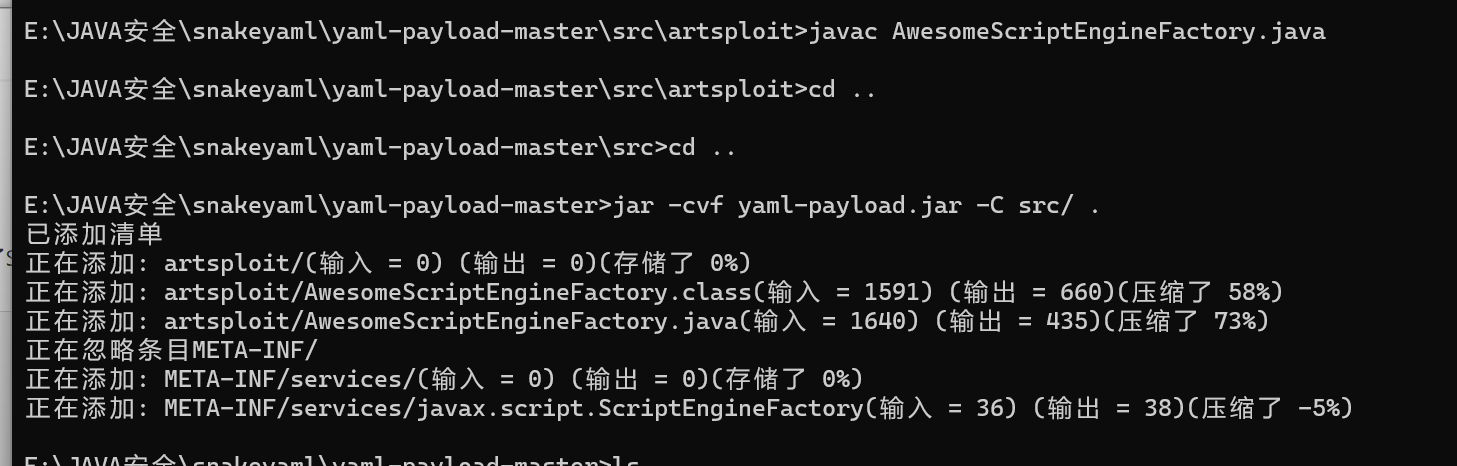 E:\JAVA安全\snakeyaml\yaml-payload-master\src\artsploit>javac AwesomeScriptEngineFactory.java
E:\JAVA安全\snakeyaml\yaml-payload-master\src\artsploit>cd ..
E:\JAVA安全\snakeyaml\yaml-payload-master\src>cd ..
E:\JAVA安全\snakeyaml\yaml-payload-master>jar -cvf yaml-payload.jar -C src/ .
已添加清单
正在添加: artsploit/(输入 = 0) (输出 = 0)(存储了 0%)
正在添加: artsploit/AwesomeScriptEngineFactory.class(输入 = 1591) (输出 = 660)(压缩了 58%)
正在添加: artsploit/AwesomeScriptEngineFactory.java(输入 = 1640) (输出 = 435)(压缩了 73%)
正在忽略条目META-INF/
正在添加: META-INF/services/(输入 = 0) (输出 = 0)(存储了 0%)
正在添加: META-INF/services/javax.script.ScriptEngineFactory(输入 = 36) (输出 = 38)(压缩了 -5%)
E:\JAVA安全\snakeyaml\yaml-payload-master>ls